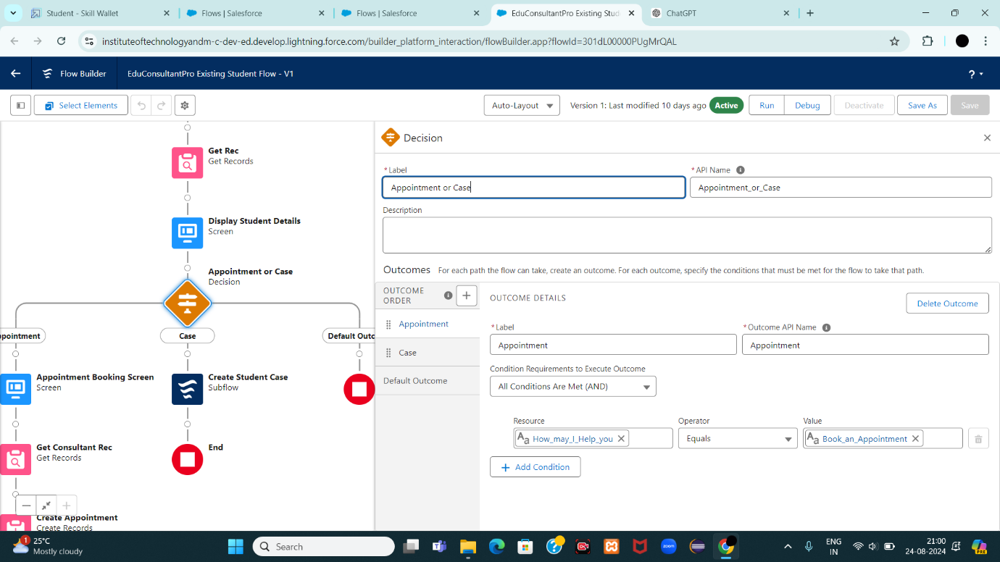 Student - Skill Wallet
Flows | Salesforce
Flows | Salesforce
EduConsultantPro Existing Stud
ChatGPT
instituteoftechnologyandm-c-dev-ed.develop.lightning.force.com/builder_platform_interaction/flowBuilder.app?flowId=301dL00000PUgMrQAL
Flow Builder
EduConsultantPro Existing Student Flow - V1
?
Select Elements
Auto-Layout
Version 1: Last modified 10 days ago
Active
Run
Debug
Deactivate
Save As
Save
Get Rec
Get Records
Display Student Details
Screen
Appointment or Case
Decision
ppointment
Case
Default Outc
Appointment Booking Screen
Screen
Create Student Case
Subflow
Get Consultant Rec
Get Records
End
Create Appointment
Create Records
Decision
* Label
* API Name
Appointment or Case
Appointment_or_Case
Description
Outcomes For each path the flow can take, create an outcome. For each outcome, specify the conditions that must be met for the flow to take that path.
OUTCOME
ORDER
Appointment
Case
Default Outcome
OUTCOME DETAILS
Delete Outcome
* Label
* Outcome API Name
Appointment
Appointment
Condition Requirements to Execute Outcome
All Conditions Are Met (AND)
Resource
Operator
Value
Aa How_may_I_Help_you
Equals
Aa Book_an_Appointment
+ Add Condition
1
25°C
Mostly cloudy
Search
zoom
PRE
ENG
IN
21:00
24-08-2024